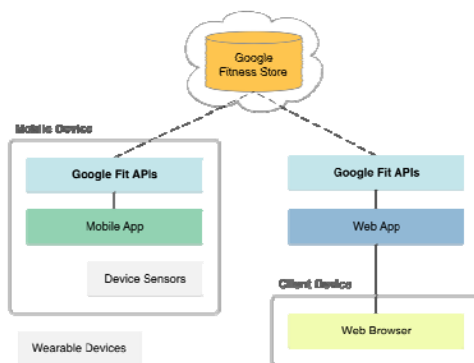 Google
Fitness Store
Mobile Device
Google Fit APIs
Google Fit APIs
Mobile App
Web App
Device Sensors
Client Device
Web Browser
Wearable Devices